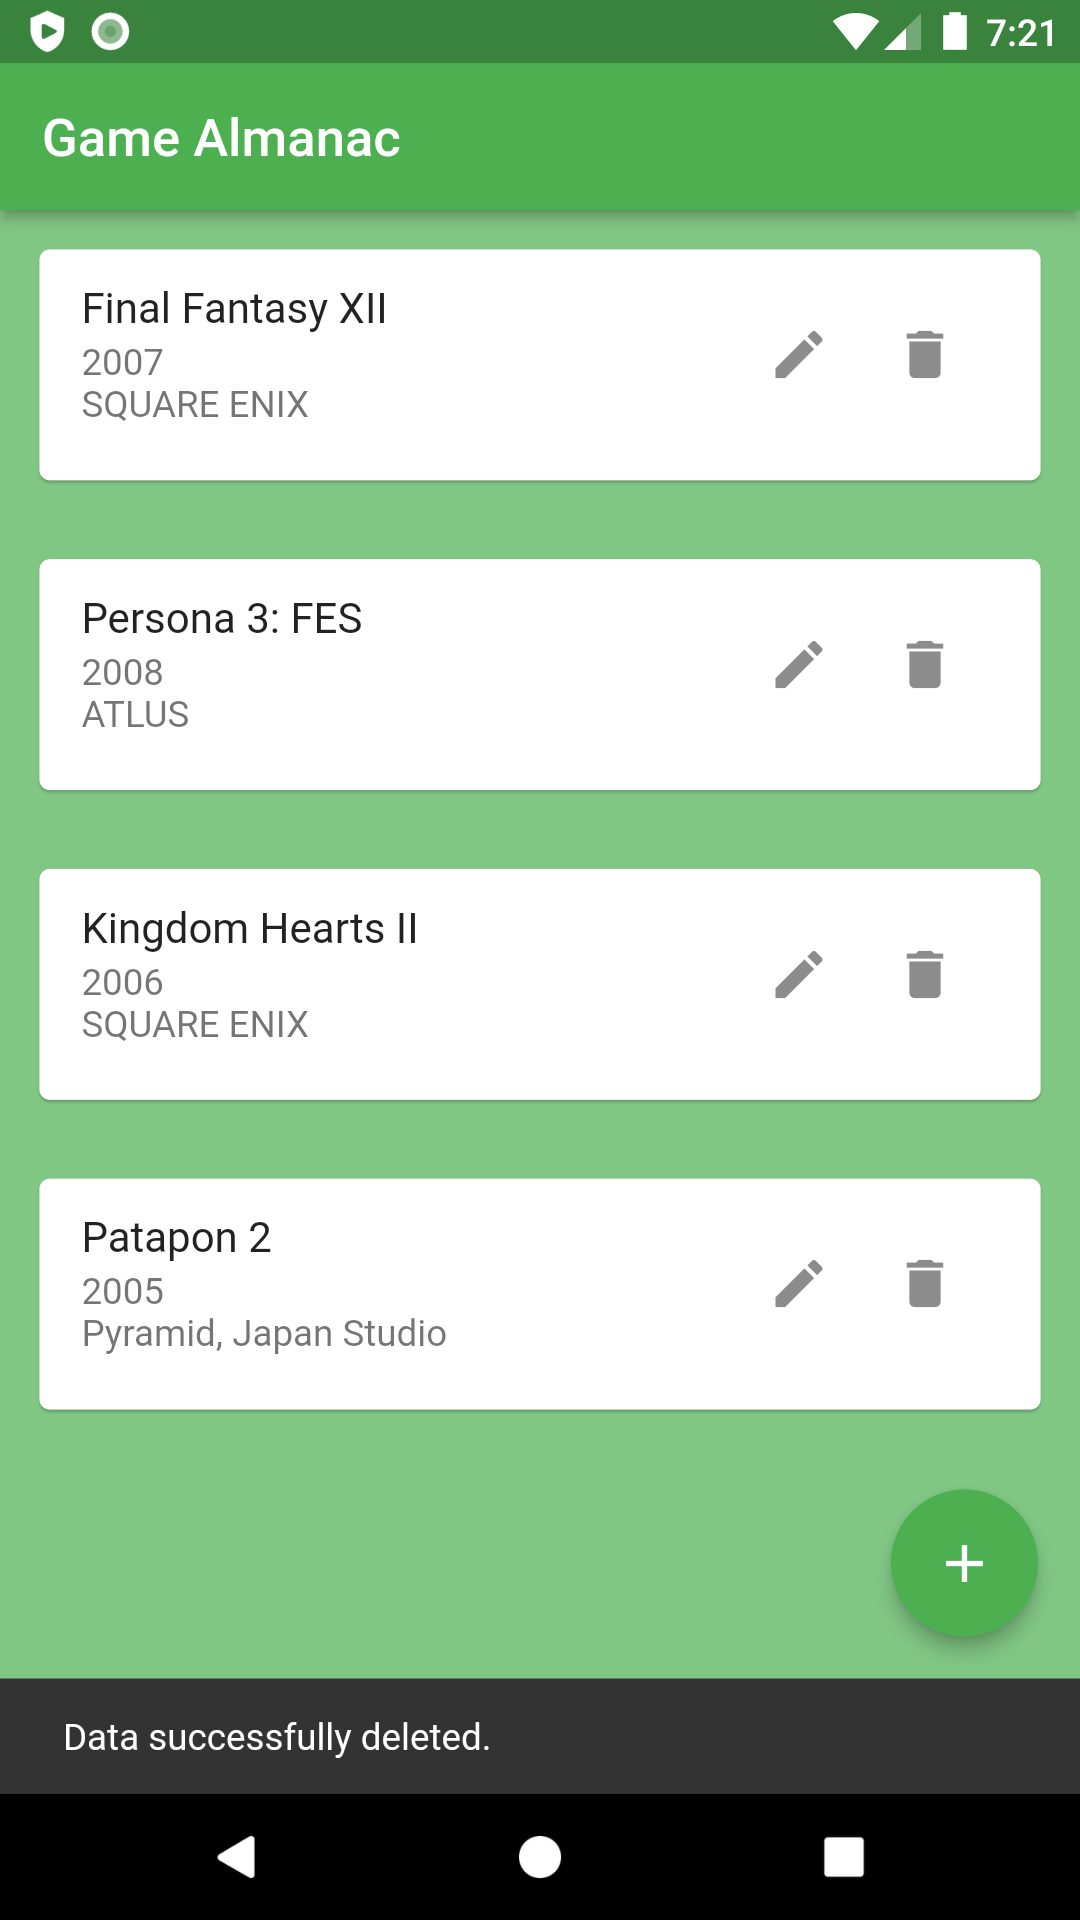 7:21
Game Almanac
Final Fantasy XII
2007
SQUARE ENIX
Persona 3: FES
2008
ATLUS
Kingdom Hearts II
2006
SQUARE ENIX
Patapon 2
2005
Pyramid, Japan Studio
Data successfully deleted.